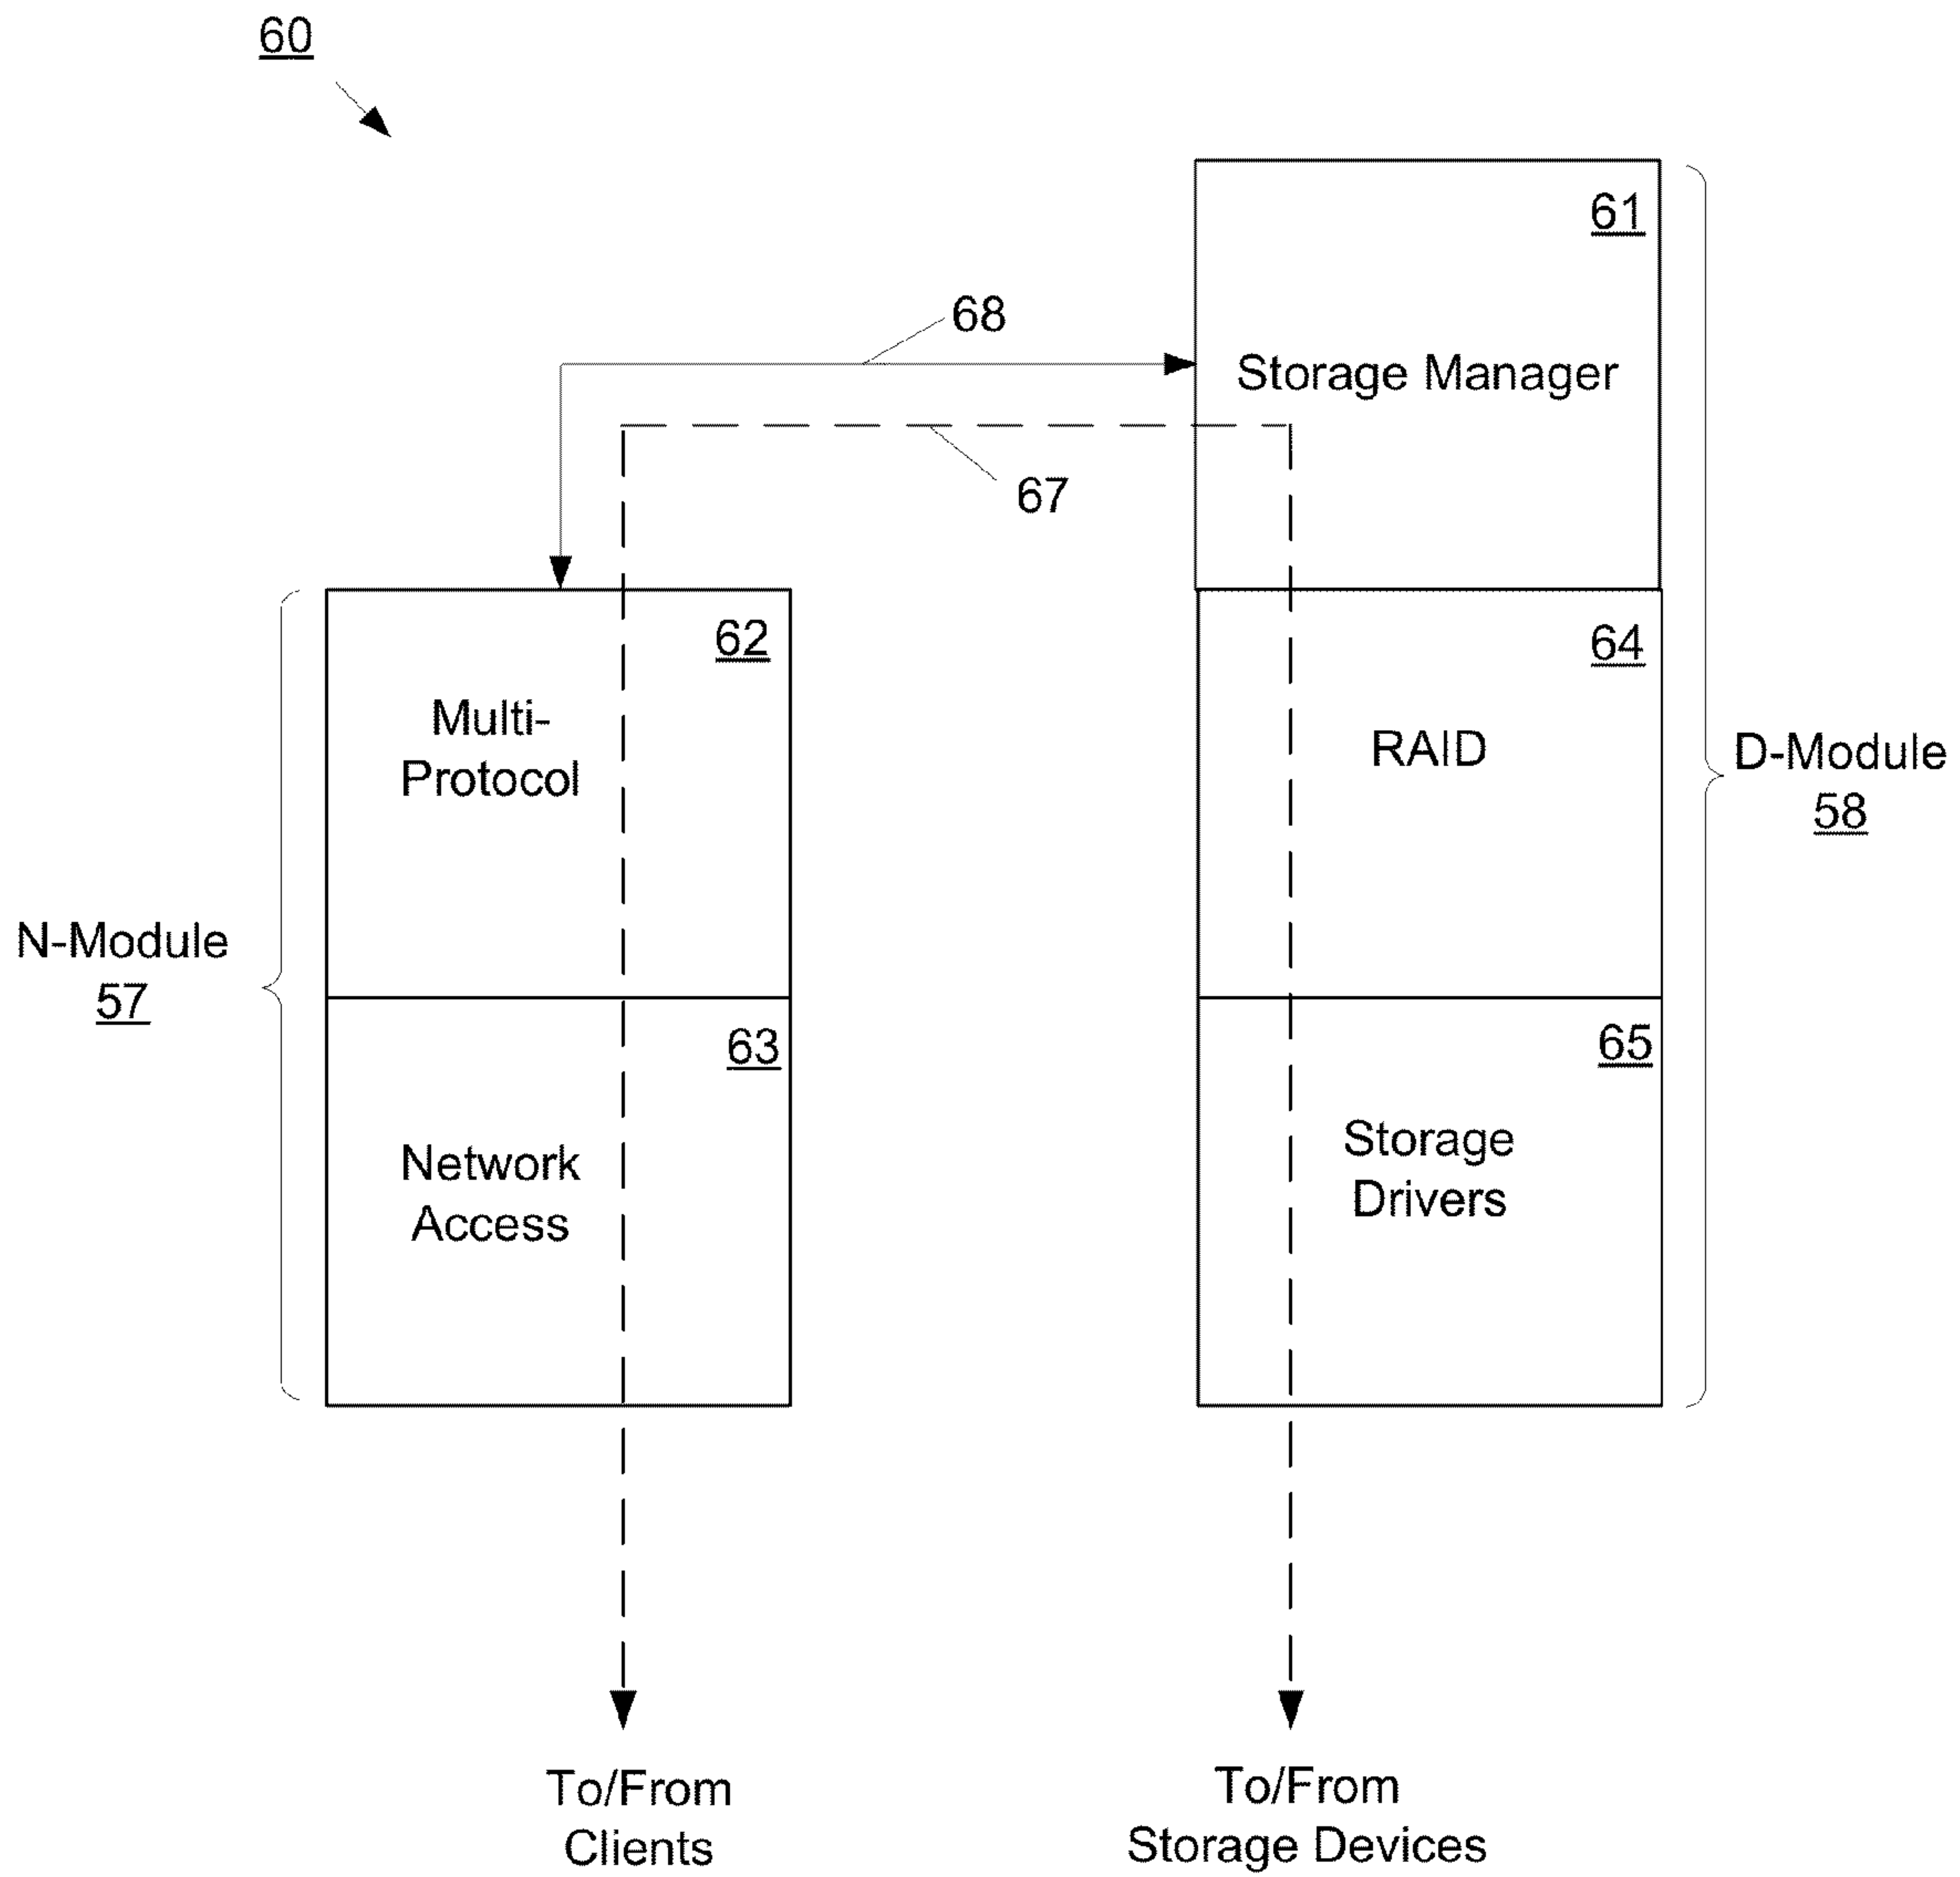 60
61
68
Storage Manager
67
62
64
Multi-
Protocol
RAID
D-Module
58
N-Module
57
63
65
Network
Access
Storage
Drivers
To/From
Clients
To/From
Storage Devices